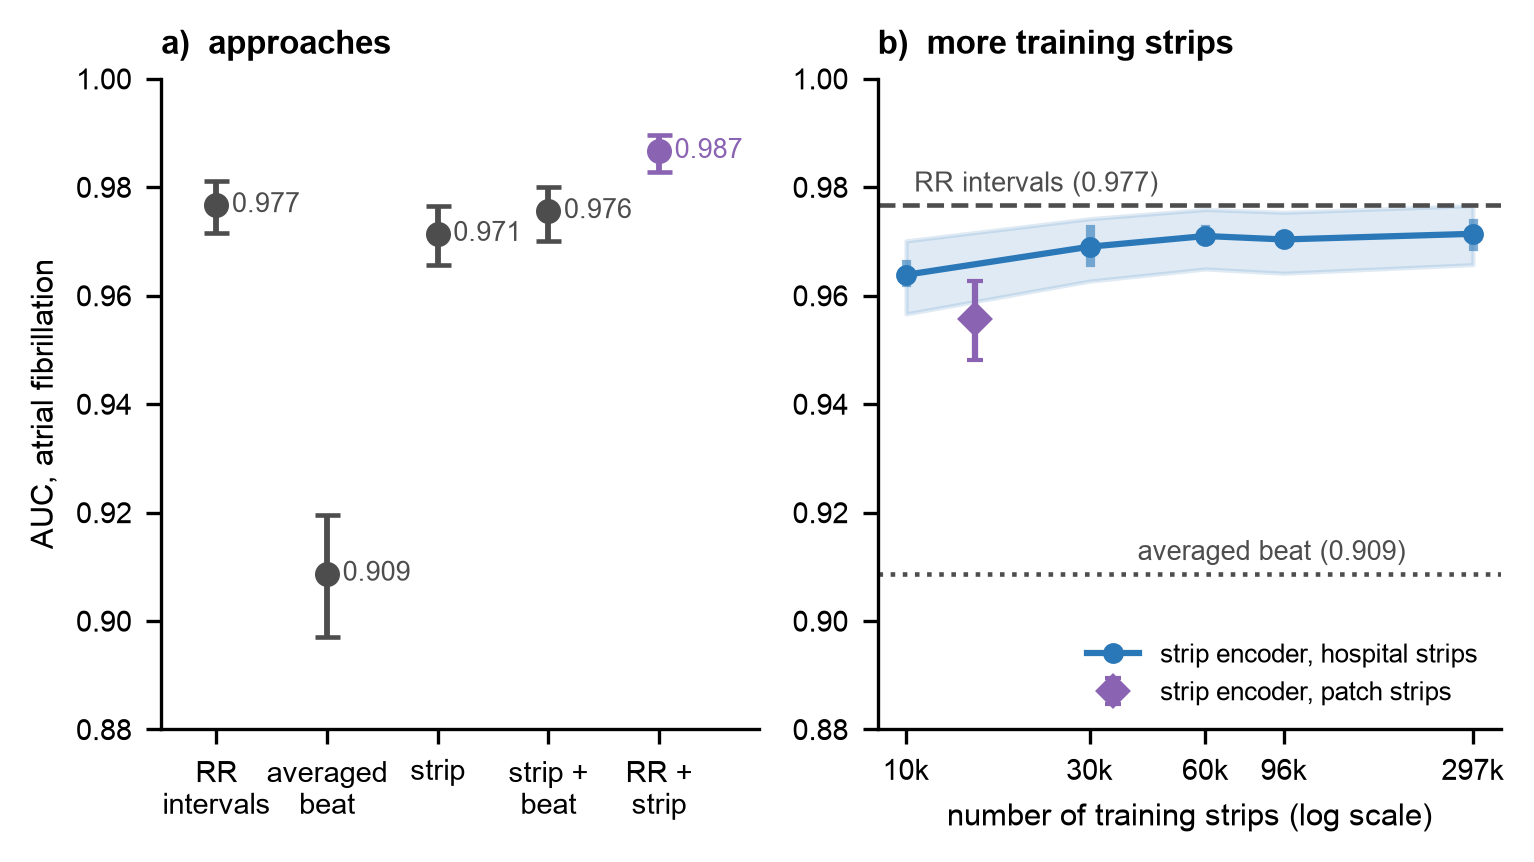 a)  approaches
AUC, atrial fibrillation
1.00
0.98
0.96
0.94
0.92
0.90
0.88
0.977
0.909
0.971
0.976
0.987
RR intervals
averaged beat
strip
strip + beat
RR + strip
b)  more training strips
1.00
0.98
0.96
0.94
0.92
0.90
0.88
RR intervals (0.977)
averaged beat (0.909)
strip encoder, hospital strips
strip encoder, patch strips
10k
30k
60k
96k
297k
number of training strips (log scale)